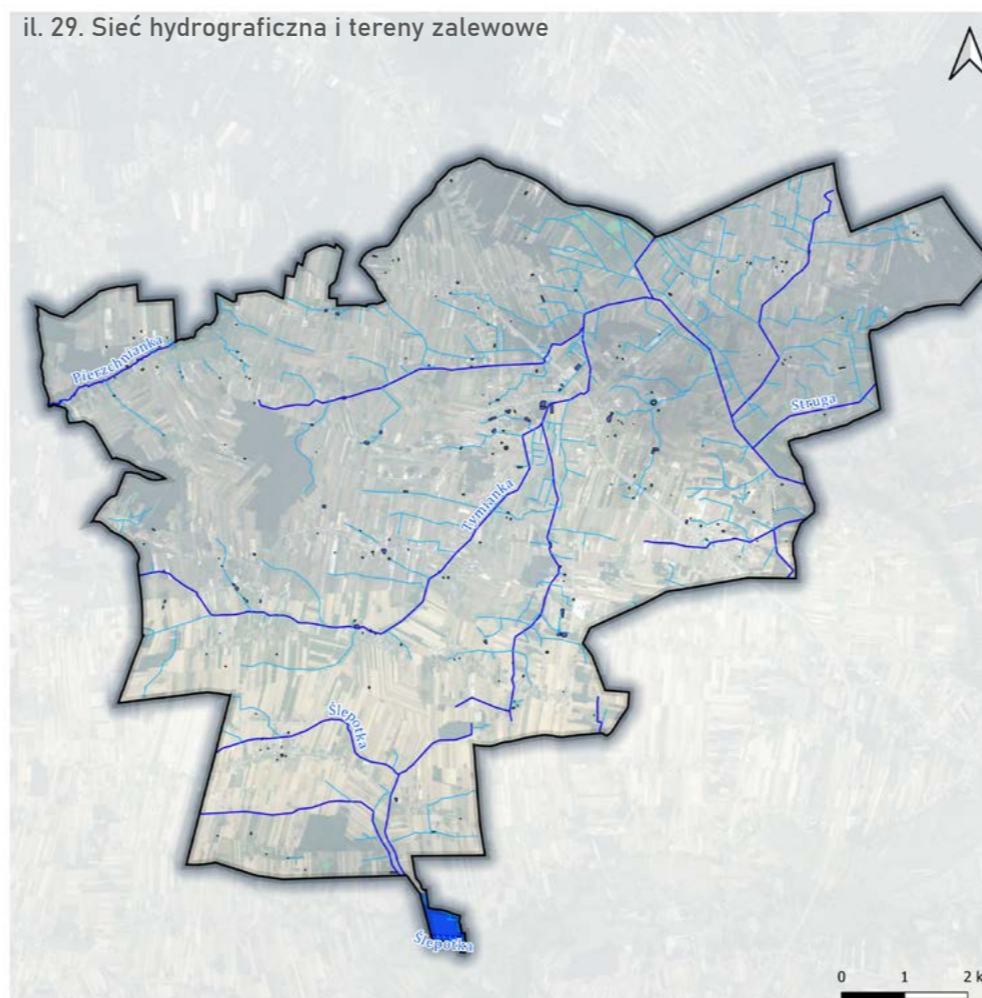 il. 29. Sieć hydrograficzna i tereny zalewowe
Pierzchnianka
Struga
Tymianka
Ślepotka
Ślepotka
0 1 2 k